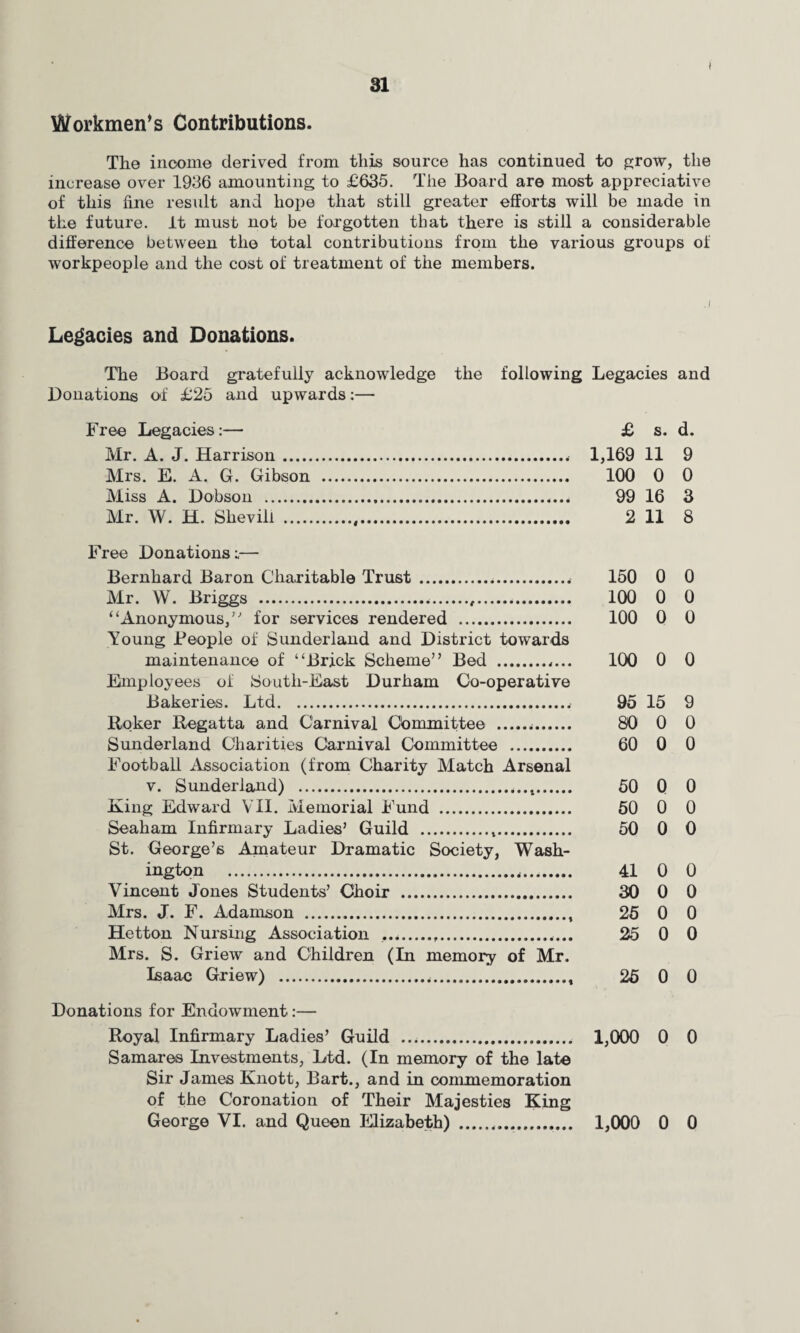 31
Workmen's Contributions.
The income derived from this source has continued to grow, the
increase over 1936 amounting to £635. The Board are most appreciative
of this fine result and hope that still greater efforts will be made in
the future. It must not be forgotten that there is still a considerable
difference between the total contributions from the various groups of
workpeople and the cost of treatment of the members.
Legacies and Donations.
The Board gratefully acknowledge the following Legacies and
Donations of £25 and upwards:—
Free Legacies:— £ s. d.
Mr. A. J. Harrison ........ 1,169 11 9
Mrs. E. A. G. Gibson ........ 100 0 0
Miss A. Dobson ........ 99 16 3
Mr. W. H. Shevill ........ 2 11 8
Free Donations:—
Bernhard Baron Charitable Trust ........ 150 0 0
Mr. W. Briggs ........ 100 0 0
"Anonymous," for services rendered ........ 100 0 0
Young People of Sunderland and District towards
maintenance of "Brick Scheme" Bed ........ 100 0 0
Employees of South-East Durham Co-operative
Bakeries. Ltd. ........ 95 15 9
Roker Regatta and Carnival Committee ........ 80 0 0
Sunderland Charities Carnival Committee ........ 60 0 0
Football Association (from Charity Match Arsenal
v. Sunderland) ........ 50 0 0
King Edward VII. Memorial Fund ........ 50 0 0
Seaham Infirmary Ladies' Guild ........ 50 0 0
St. George's Amateur Dramatic Society, Wash-
ington ........ 41 0 0
Vincent Jones Students' Choir ........ 30 0 0
Mrs. J. F. Adamson ........ 25 0 0
Hetton Nursing Association ........ 25 0 0
Mrs. S. Griew and Children (In memory of Mr.
Isaac Griew) ........ 25 0 0
Donations for Endowment:—
Royal Infirmary Ladies' Guild ........ 1,000 0 0
Samares Investments, Ltd. (In memory of the late
Sir James Knott, Bart., and in commemoration
of the Coronation of Their Majesties King
George VI. and Queen Elizabeth) ........ 1,000 0 0